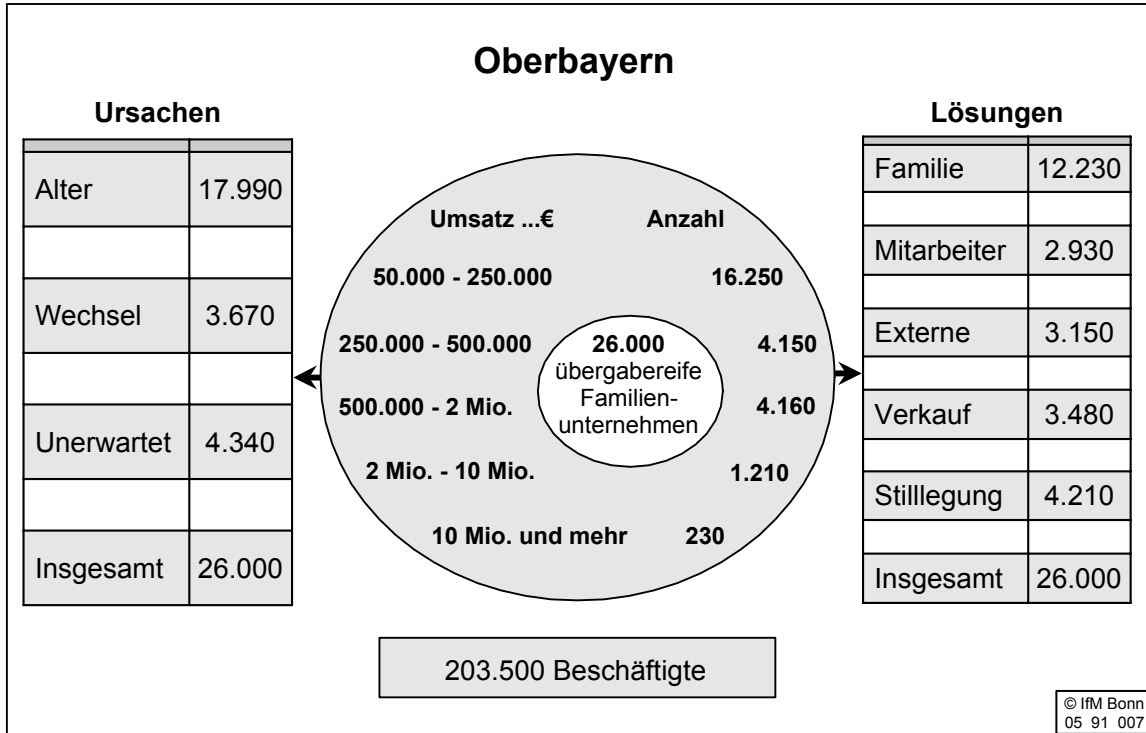 Oberbayern
Ursachen
Alter 17.990
Wechsel 3.670
Unerwartet 4.340
Insgesamt 26.000
Umsatz ...€ Anzahl
50.000 - 250.000 16.250
250.000 - 500.000 4.150
500.000 - 2 Mio. 4.160
2 Mio. - 10 Mio. 1.210
10 Mio. und mehr 230
26.000
übergabereife
Familien-
unternehmen
Lösungen
Familie 12.230
Mitarbeiter 2.930
Externe 3.150
Verkauf 3.480
Stilllegung 4.210
Insgesamt 26.000
203.500 Beschäftigte
© IfM Bonn
05 91 007